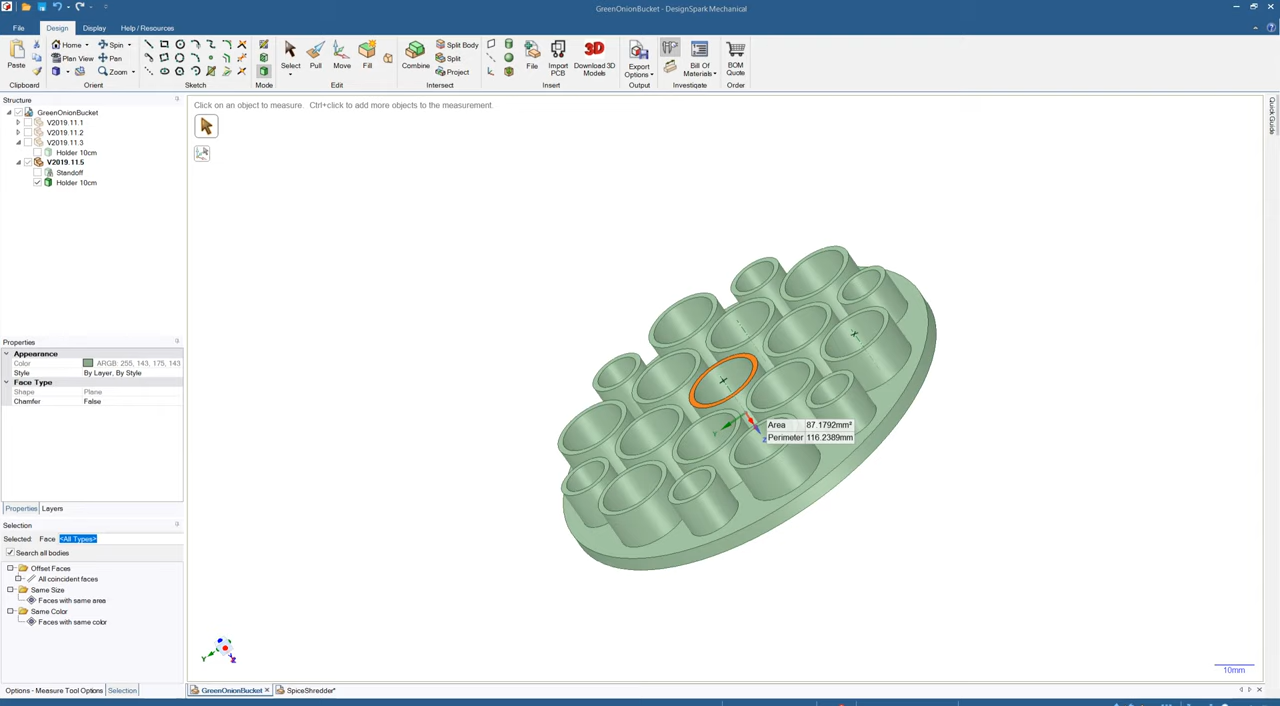 GreenOnionBucket - DesignSpark Mechanical
File Design Display Help / Resources
Paste
Home Spin
Plan View Pan
Zoom
Select
Pull
Move
Fill
Combine
Split Body
Split
Project
File
Import PCB
Download 3D Models
Export Options
Bill Of Materials
BOM Quote
Clipboard Orient Sketch Mode Edit Intersect Insert Output Investigate Order
Structure
GreenOnionBucket
V2019.11.1
V2019.11.2
V2019.11.3
Holder 10cm
V2019.11.5
Standoff
Holder 10cm
Click on an object to measure. Ctrl+click to add more objects to the measurement.
Quick Guide
Properties
Appearance
Color ARGB: 255, 143, 175, 143
Style By Layer, By Style
Face Type
Shape Plane
Chamfer False
Properties Layers
Selection
Selected: Face <All Types>
Search all bodies
Offset Faces
All coincident faces
Same Size
Faces with same area
Same Color
Faces with same color
Options - Measure Tool Options Selection
Area 87.1792mm²
Perimeter 116.2389mm
Y
Z
Y
Z
10mm
GreenOnionBucket SpiceShredder*